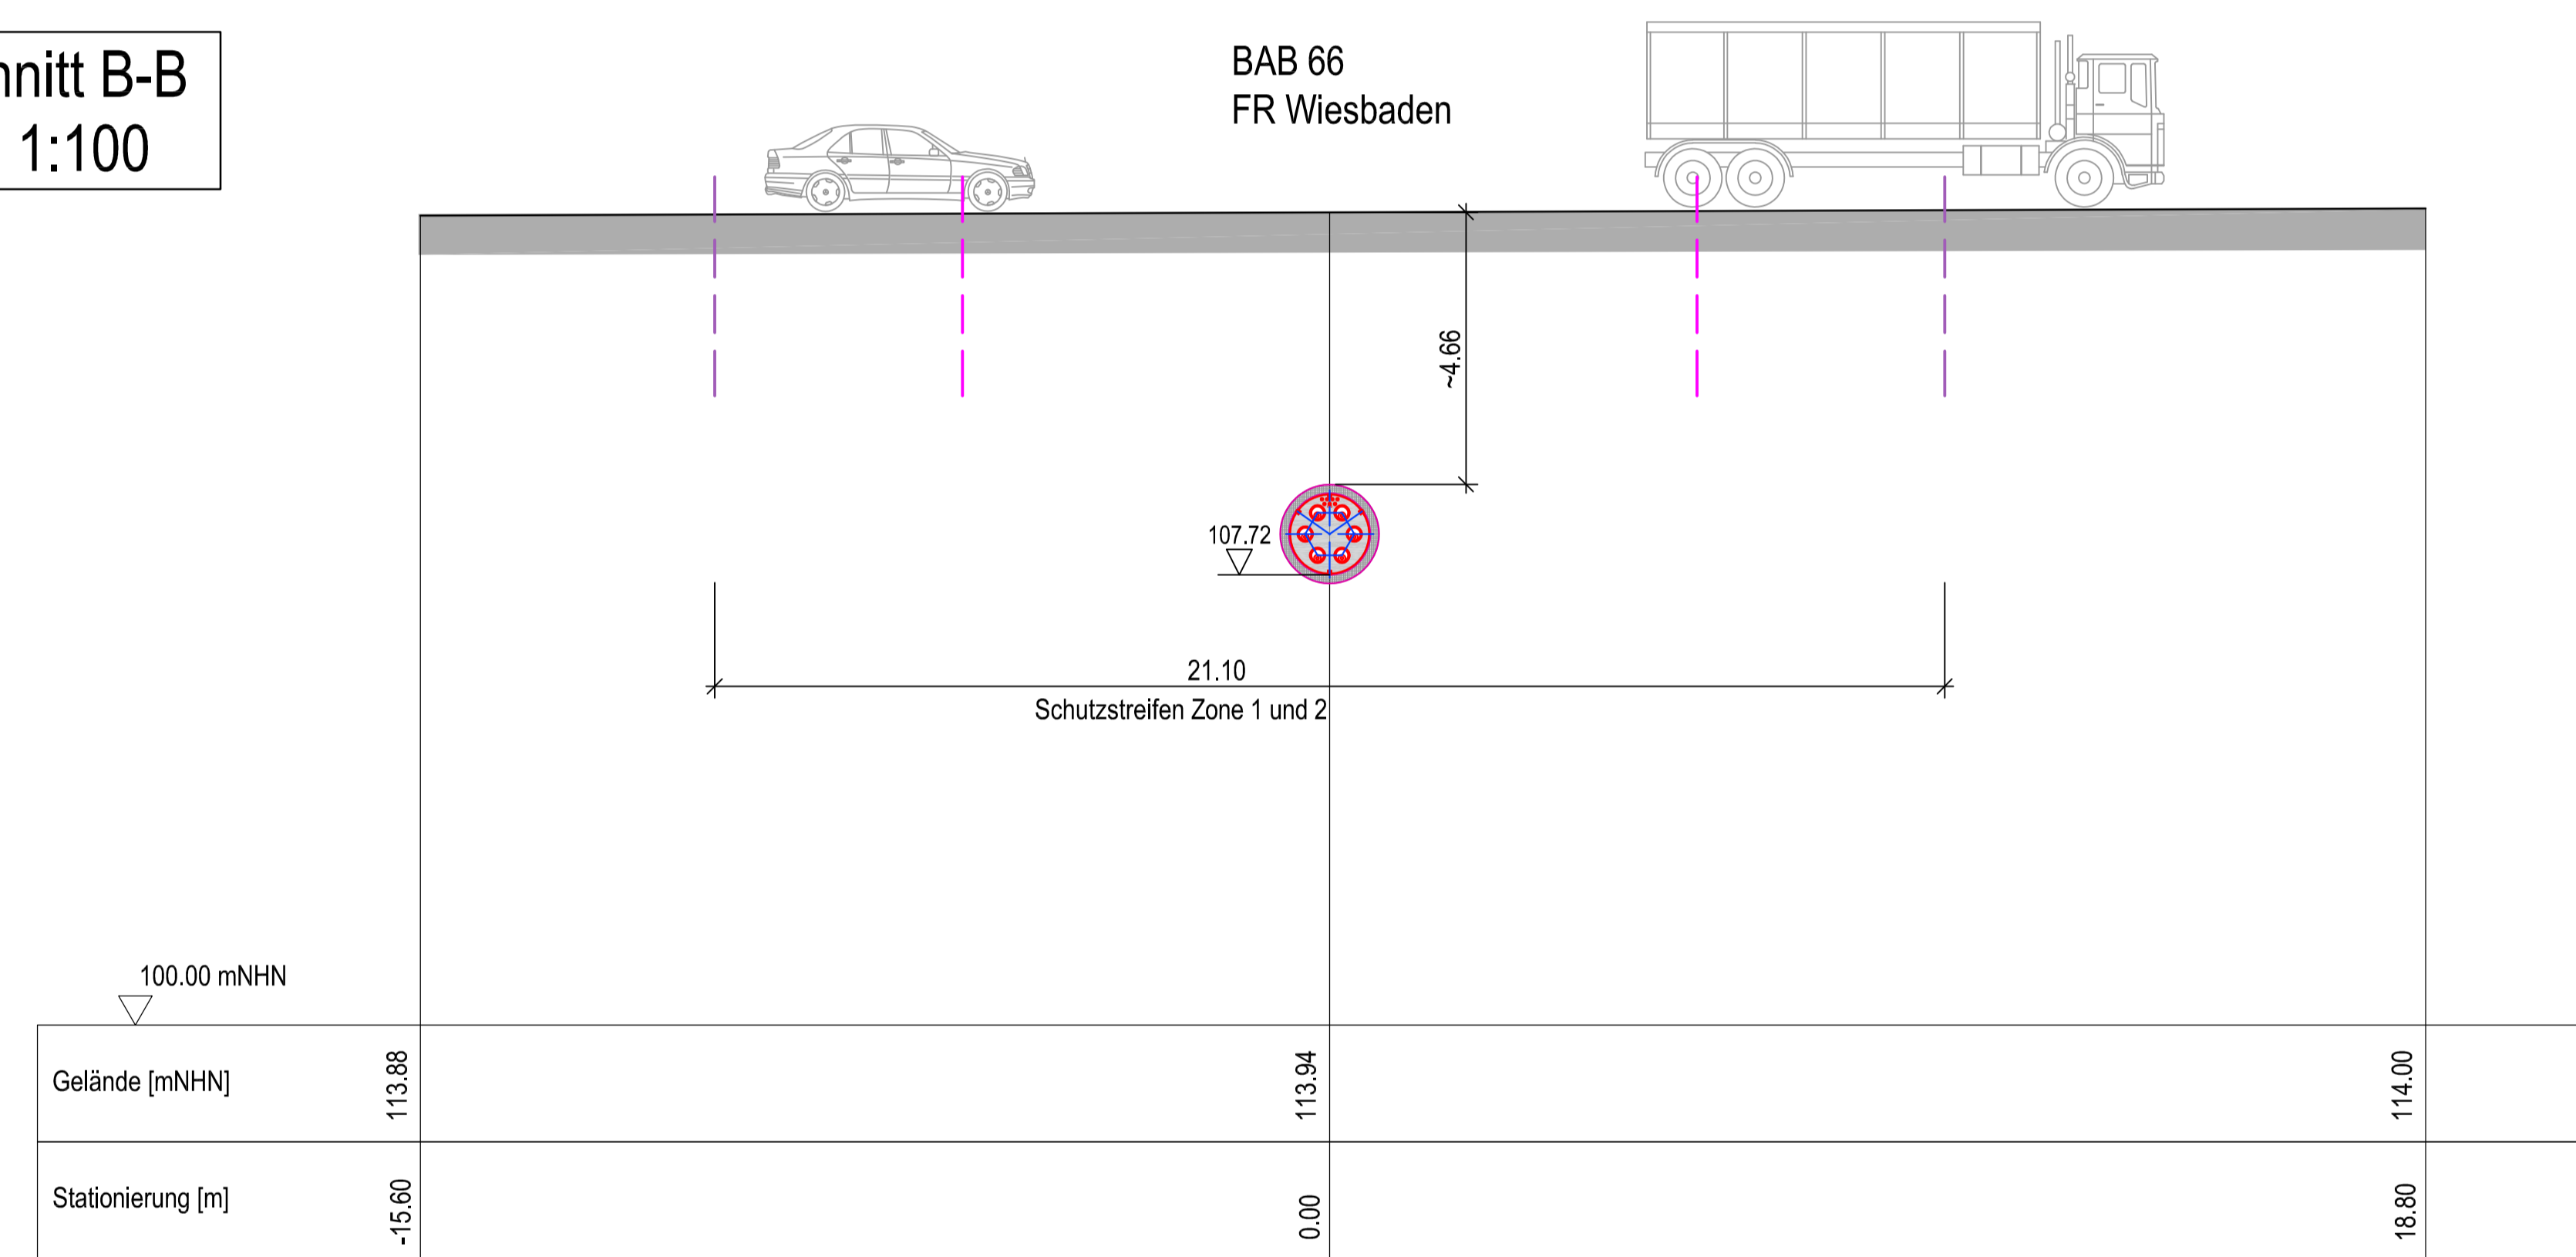 hnitt B-B
1:100
BAB 66
FR Wiesbaden
~4.66
107.72
21.10
Schutzstreifen Zone 1 und 2
100.00 mNHN
Gelände [mNHN] 113.88 113.94 114.00
Stationierung [m] -15.60 0.00 18.80